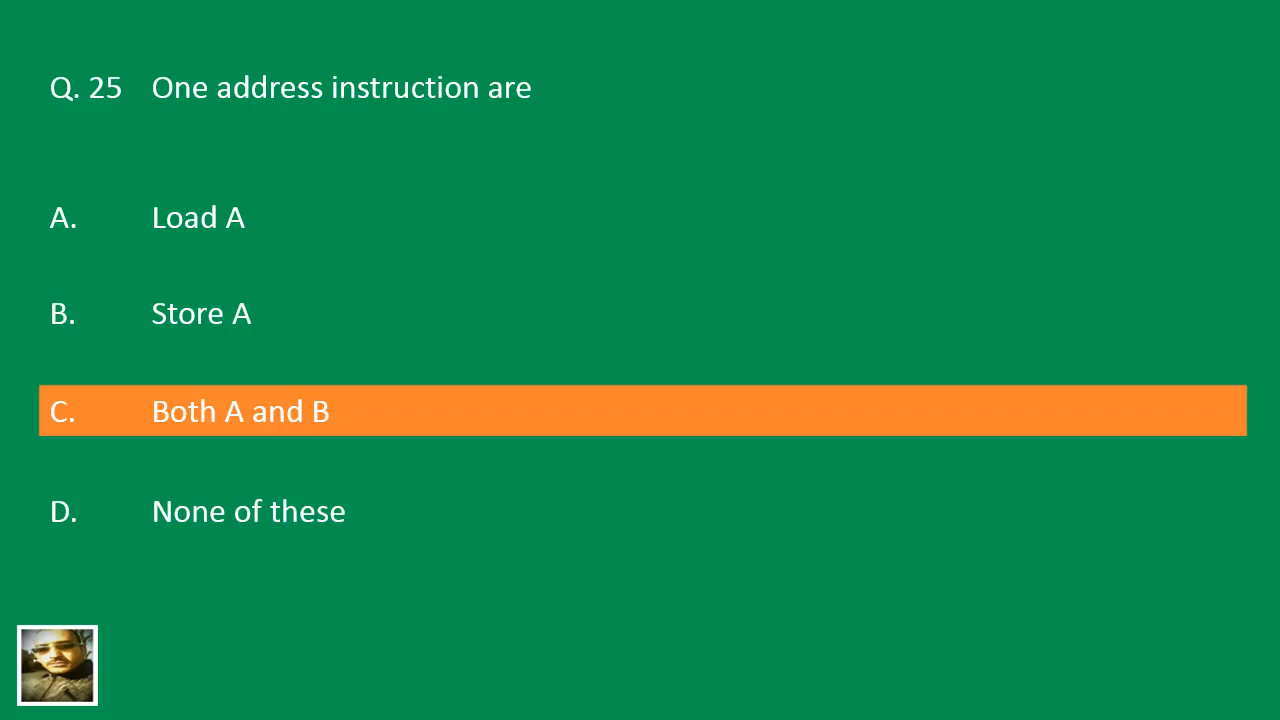 Q. 25 One address instruction are
A. Load A
B. Store A
C. Both A and B
D. None of these